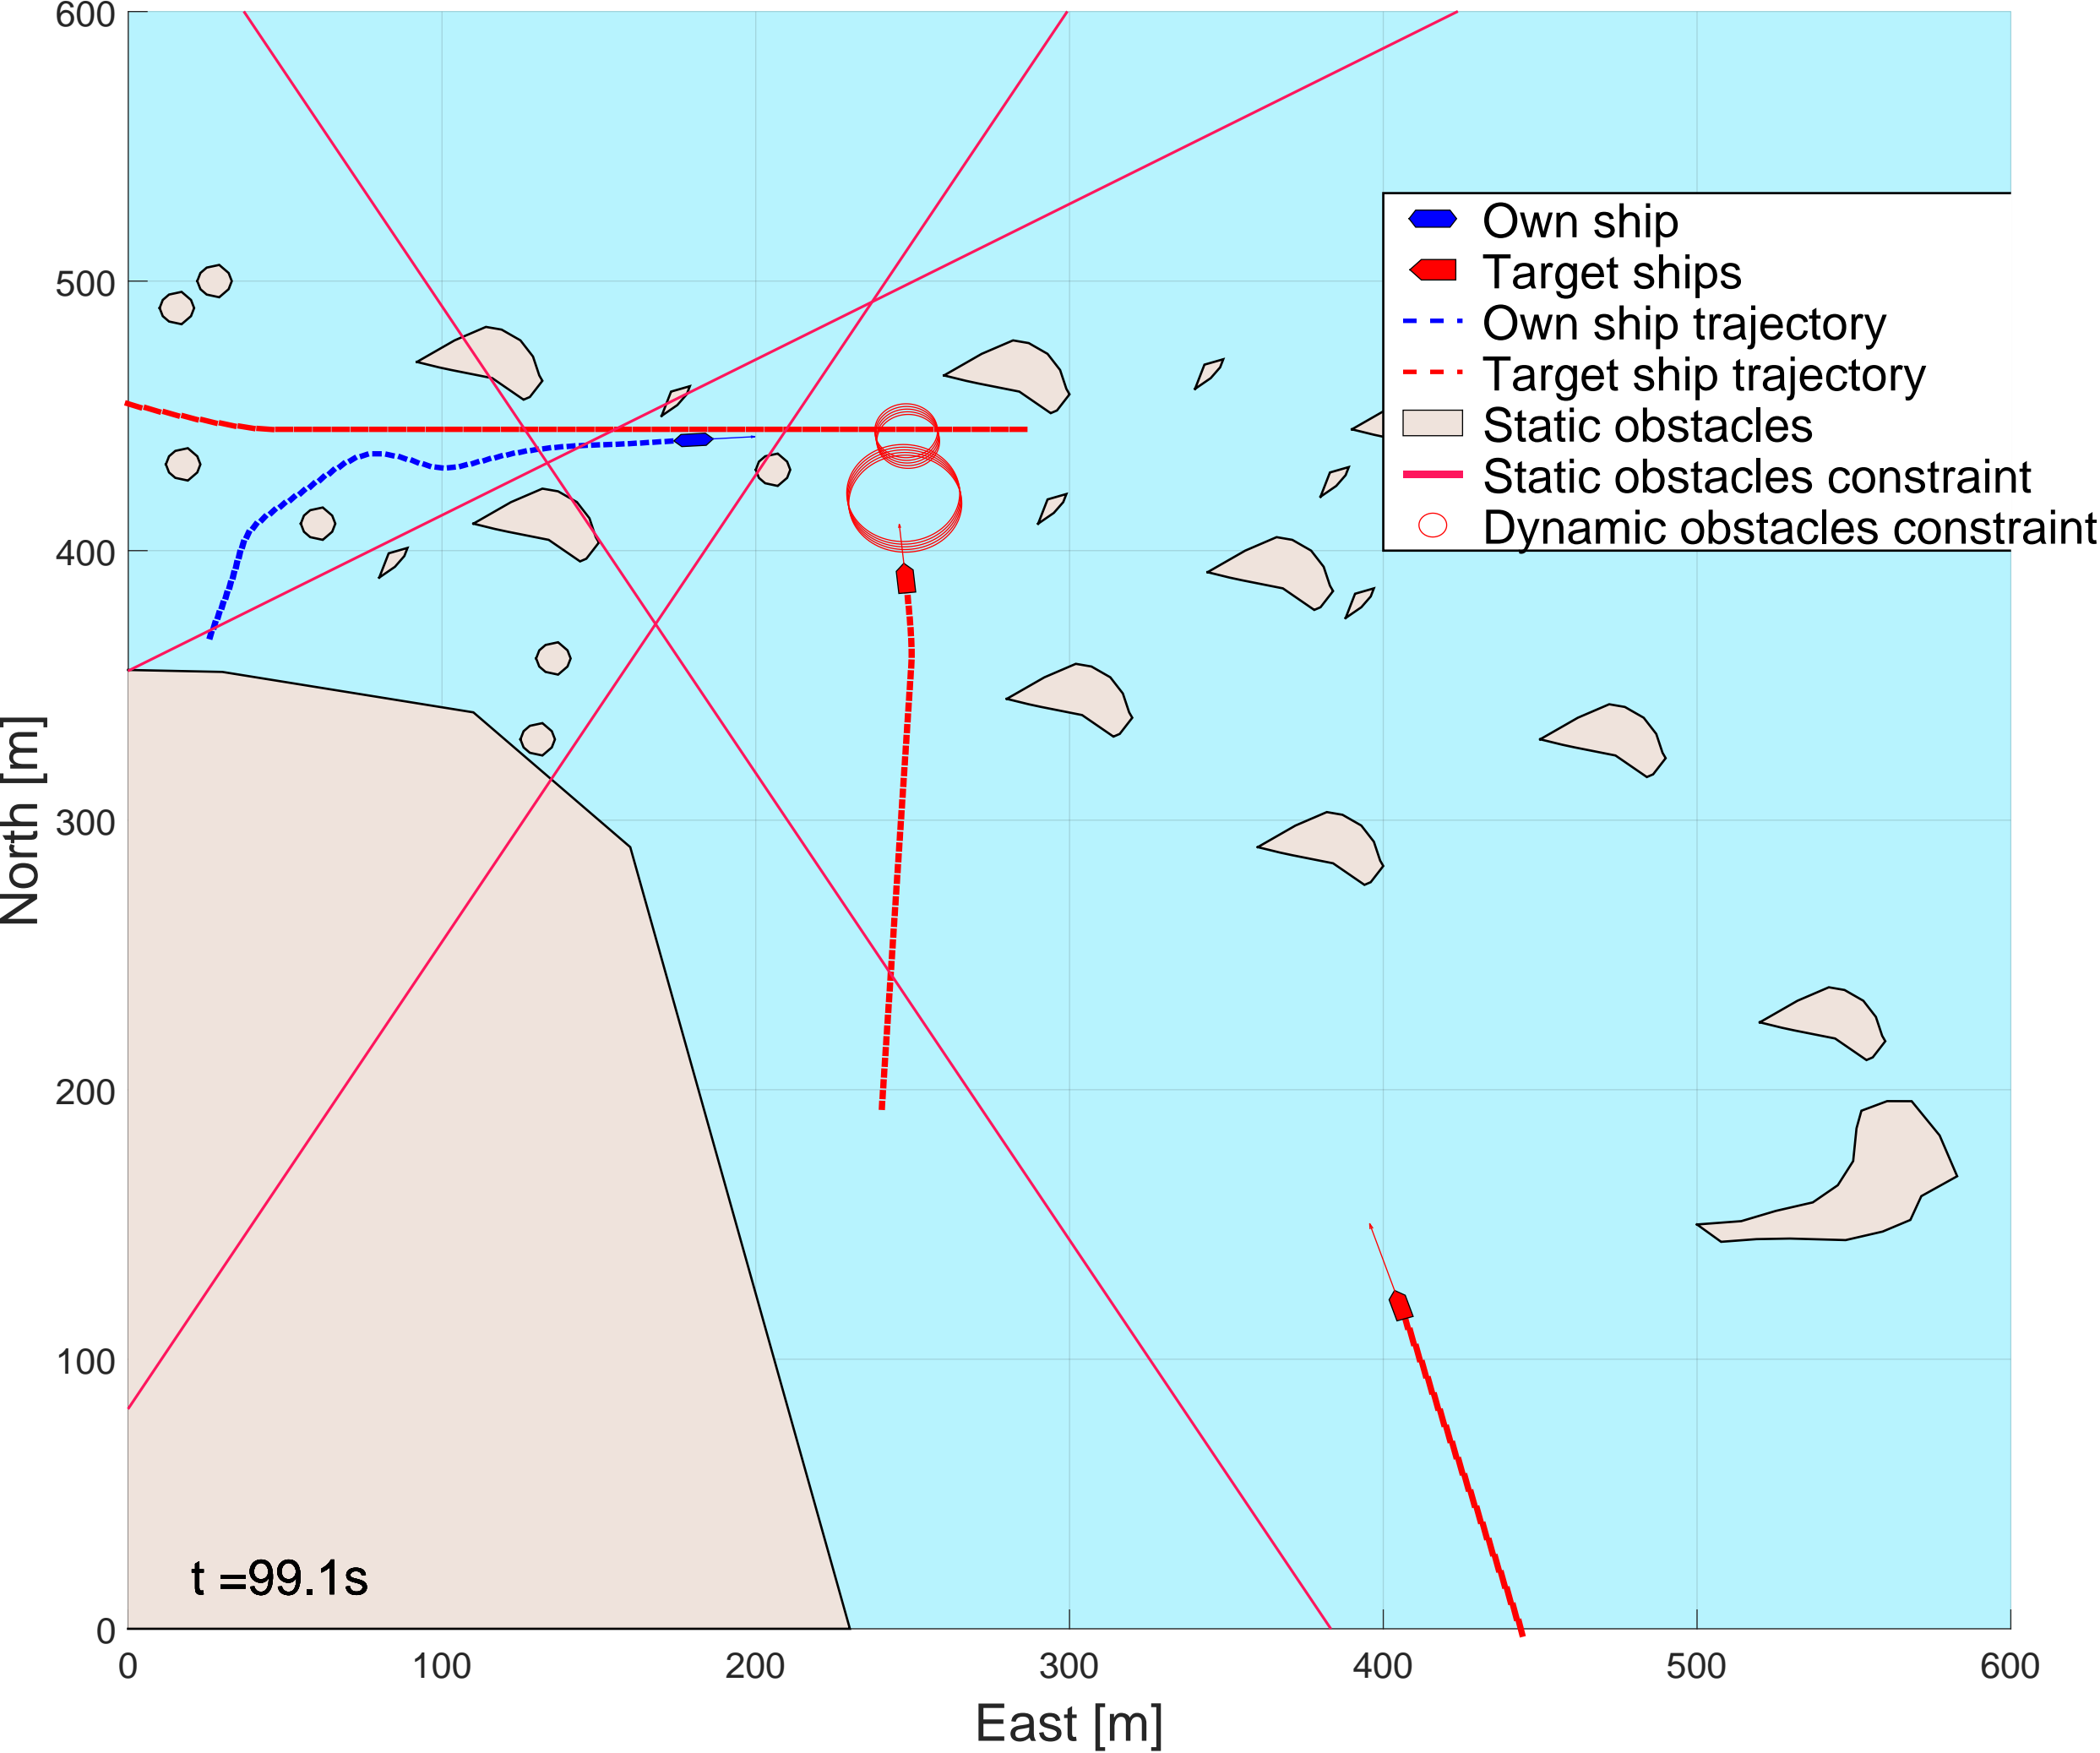 600
500
400
300
200
100
0
North [m]
Own ship
Target ships
Own ship trajectory
Target ship trajectory
Static obstacles
Static obstacles constraint
Dynamic obstacles constraint
t =99.1s
0 100 200 300 400 500 600
East [m]